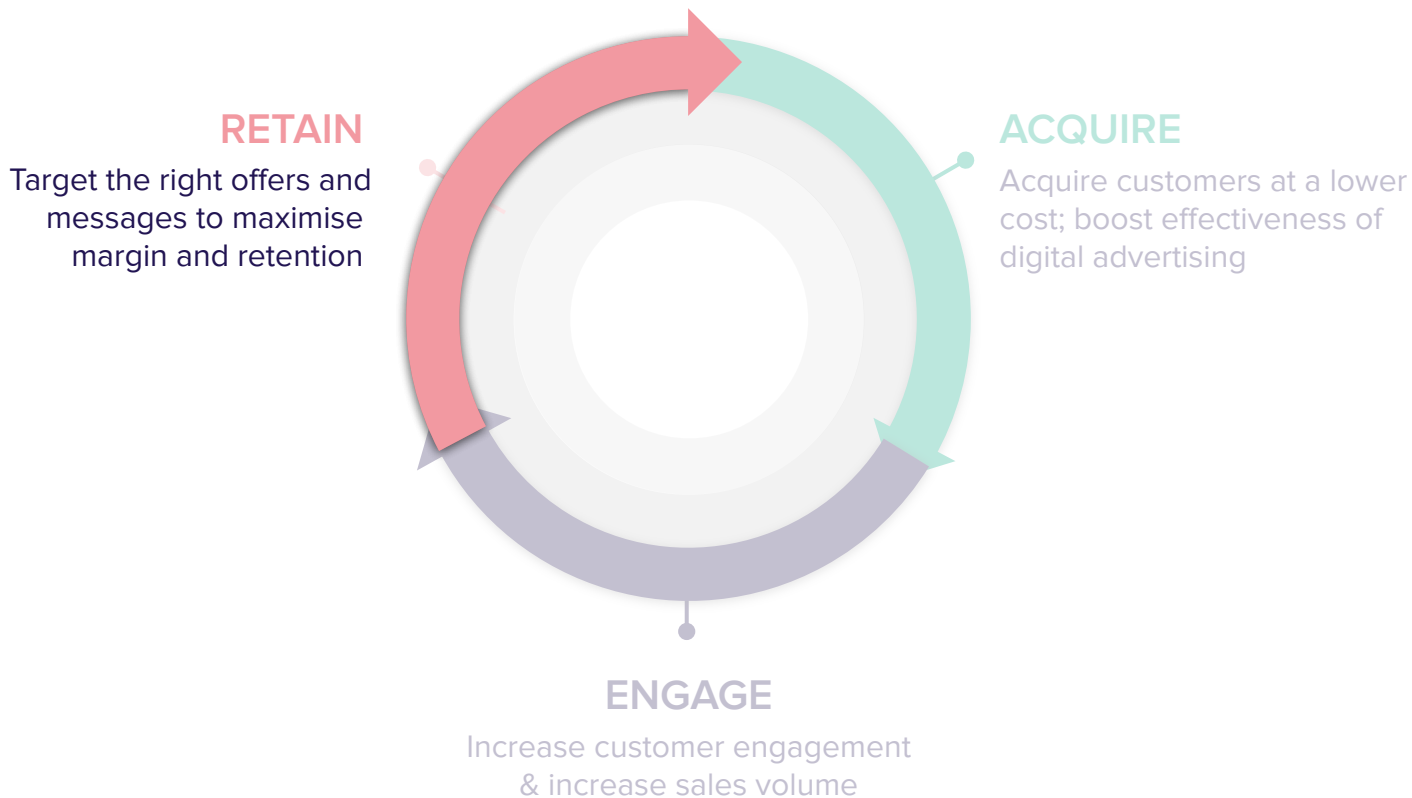 RETAIN
Target the right offers and
messages to maximise
margin and retention
ACQUIRE
Acquire customers at a lower
cost; boost effectiveness of
digital advertising
ENGAGE
Increase customer engagement
& increase sales volume